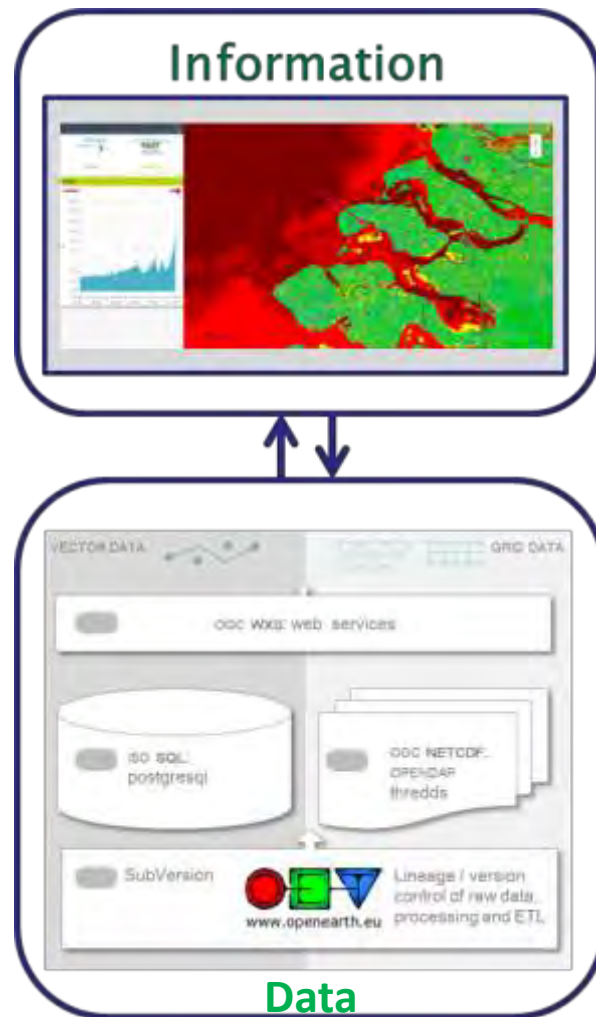 Information
VECTOR DATA
GRID DATA
OGC WXS: web services
ISO SQL:
postgresql
OGC NETCDF,
OPENDAP
thredds
SubVersion
www.openearth.eu
Lineage / version
control of raw data,
processing and ETL
Data